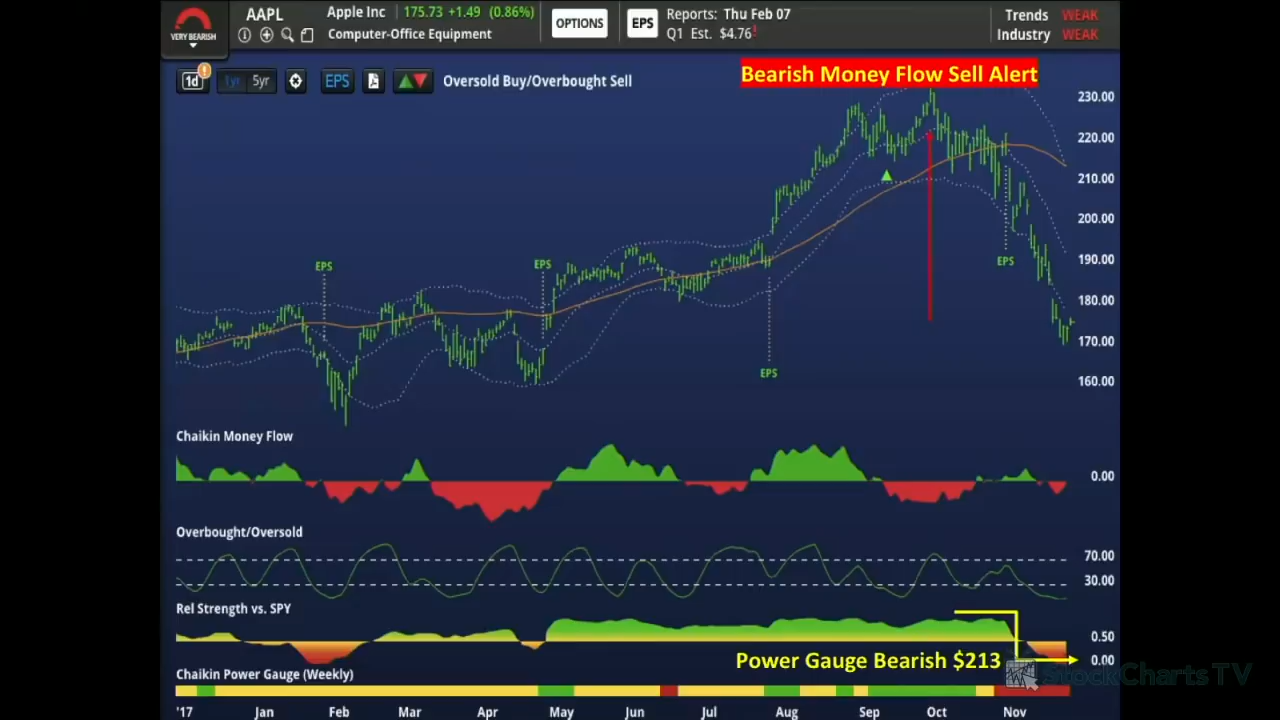 AAPL
Apple Inc 175.73 +1.49 (0.86%)
Computer-Office Equipment
VERY BEARISH
OPTIONS
EPS
Reports: Thu Feb 07
Q1 Est. $4.76!
Trends WEAK
Industry WEAK
1d 1yr 5yr EPS Oversold Buy/Overbought Sell
Bearish Money Flow Sell Alert
230.00
220.00
210.00
200.00
190.00
180.00
170.00
160.00
EPS
EPS
EPS
EPS
Chaikin Money Flow
0.00
Overbought/Oversold
70.00
30.00
Rel Strength vs. SPY
0.50
0.00
Power Gauge Bearish $213
StockChartsTV
Chaikin Power Gauge (Weekly)
'17 Jan Feb Mar Apr May Jun Jul Aug Sep Oct Nov